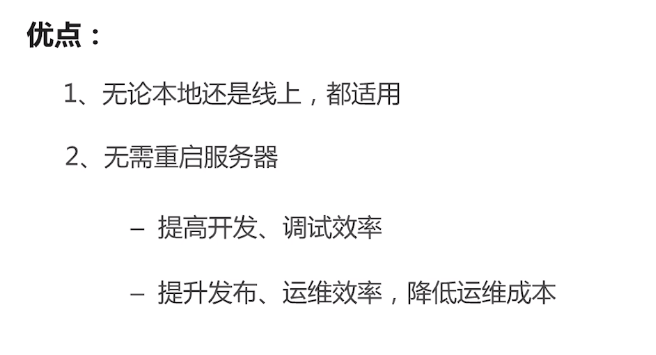 优点：
1、无论本地还是线上，都适用
2、无需重启服务器
– 提高开发、调试效率
– 提升发布、运维效率，降低运维成本